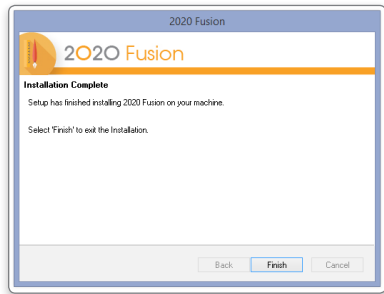 2020 Fusion
2020 Fusion
Installation Complete
Setup has finished installing 2020 Fusion on your machine.
Select 'Finish' to exit the Installation.
Back Finish Cancel